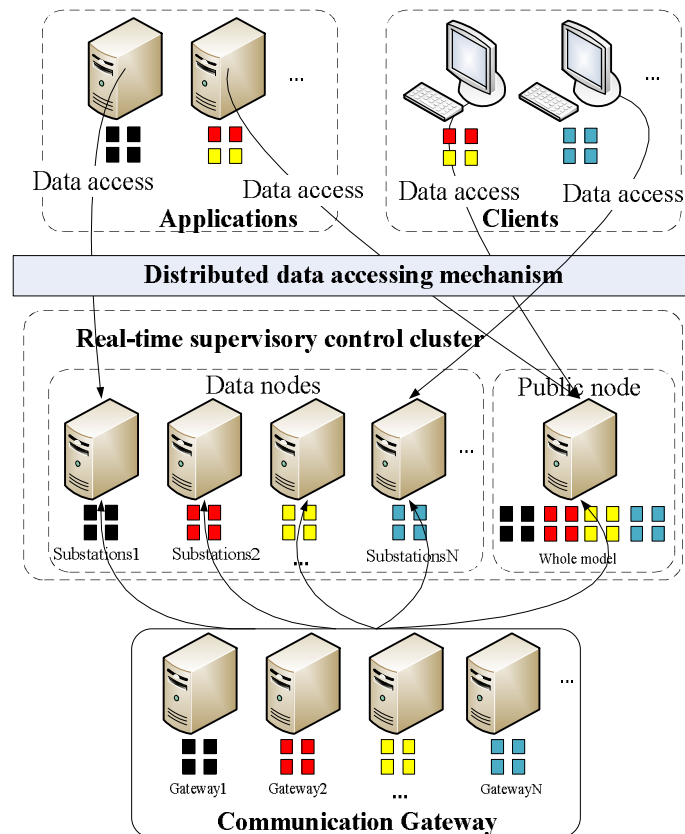 ...
...
Data access
Data access
Data access
Data access
Applications
Clients
Distributed data accessing mechanism
Real-time supervisory control cluster
Data nodes
Public node
...
Substations1
Substations2
...
SubstationsN
Whole model
...
Gateway1
Gateway2
...
GatewayN
Communication Gateway